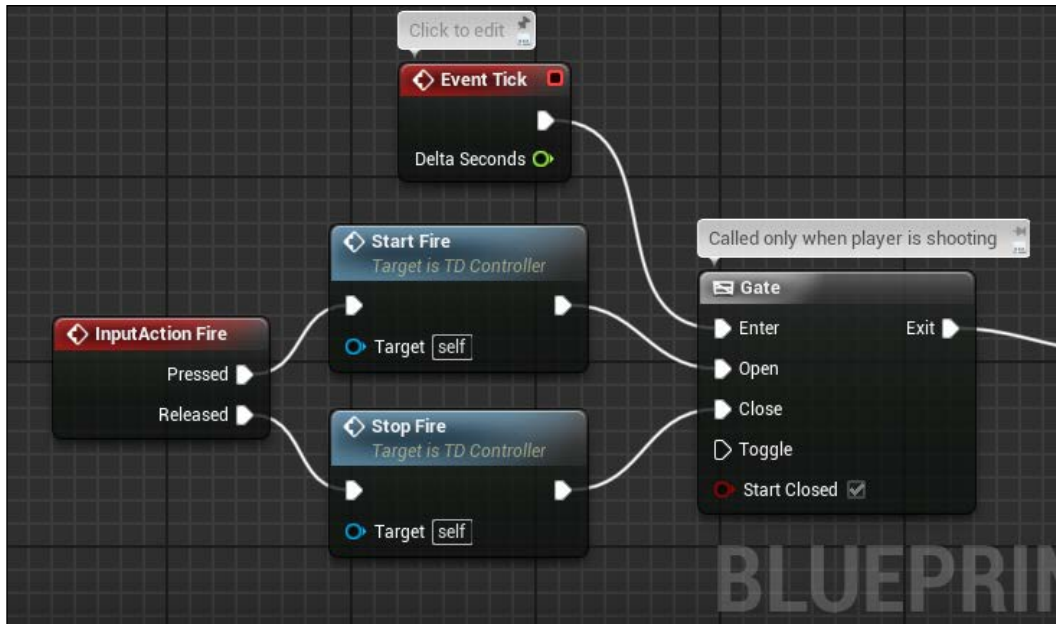 Click to edit
Event Tick
Delta Seconds
Start Fire
Target is TD Controller
Target self
InputAction Fire
Pressed
Released
Stop Fire
Target is TD Controller
Target self
Called only when player is shooting
Gate
Enter Exit
Open
Close
Toggle
Start Closed
BLUEPRIN